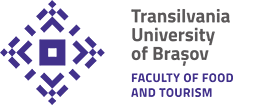 Transilvania
University
of Brașov
FACULTY OF FOOD
AND TOURISM